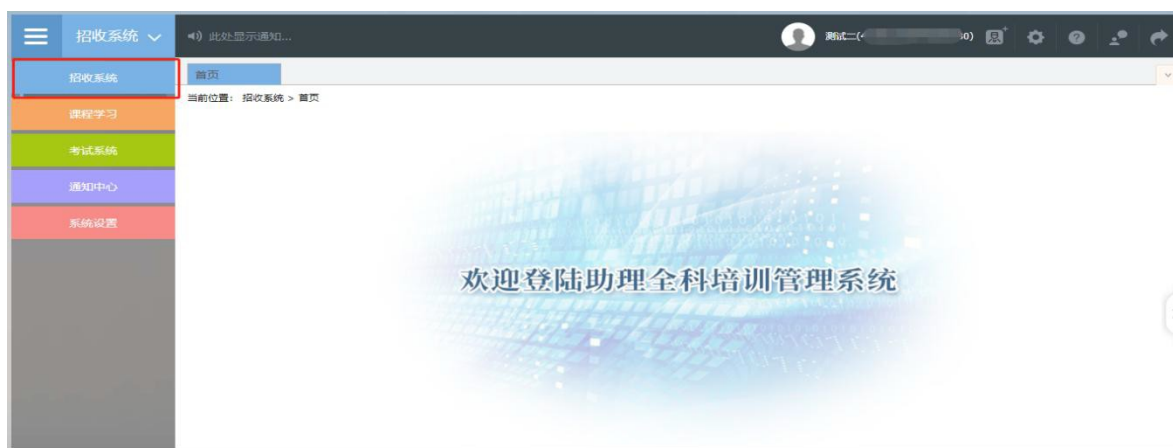 招收系统
此处显示通知...
测试二(4 0)
招收系统
首页
当前位置： 招收系统 > 首页
课程学习
考试系统
通知中心
系统设置
欢迎登陆助理全科培训管理系统